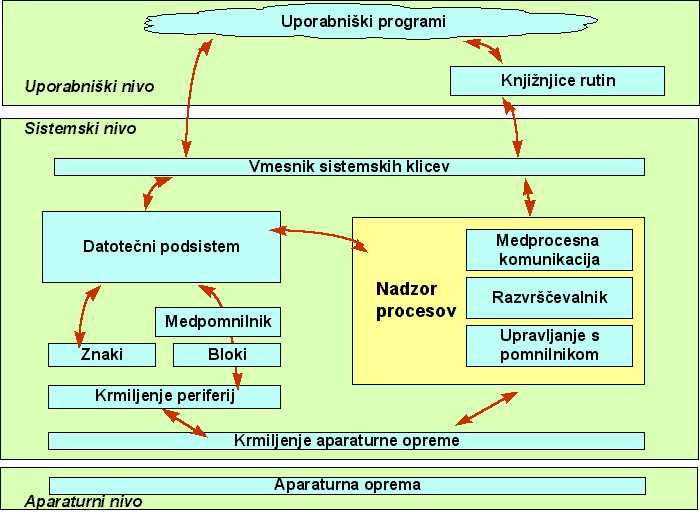 Uporabniški programi
Knjižnjice rutin
Uporabniški nivo
Sistemski nivo
Vmesnik sistemskih klicev
Datotečni podsistem
Medprocesna
komunikacija
Nadzor
procesov
Razvrščevalnik
Medpomnilnik
Upravljanje s
pomnilnikom
Znaki
Bloki
Krmiljenje periferij
Krmiljenje aparaturne opreme
Aparaturna oprema
Aparaturni nivo